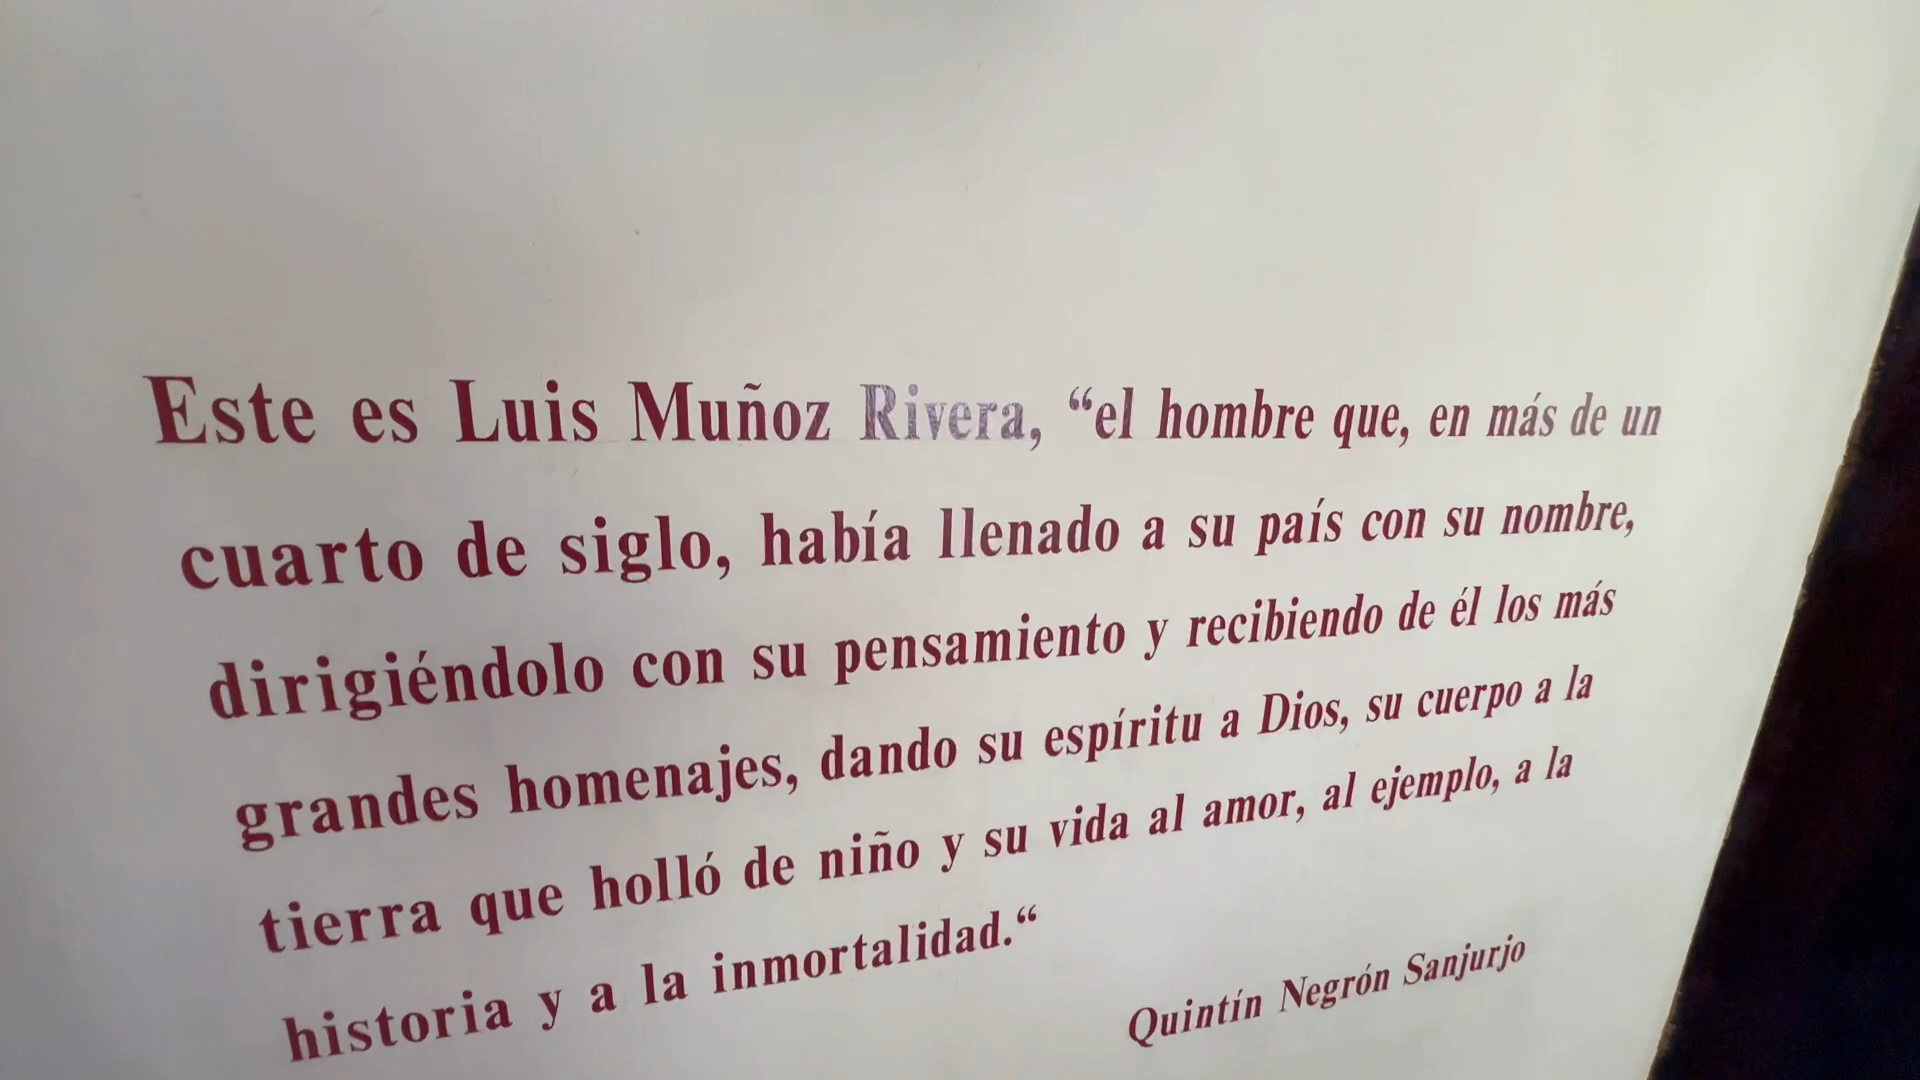 Este es Luis Muñoz Rivera, “el hombre que, en más de un
cuarto de siglo, había llenado a su país con su nombre,
dirigiéndolo con su pensamiento y recibiendo de él los más
grandes homenajes, dando su espíritu a Dios, su cuerpo a la
tierra que holló de niño y su vida al amor, al ejemplo, a la
historia y a la inmortalidad.“
Quintín Negrón Sanjurjo